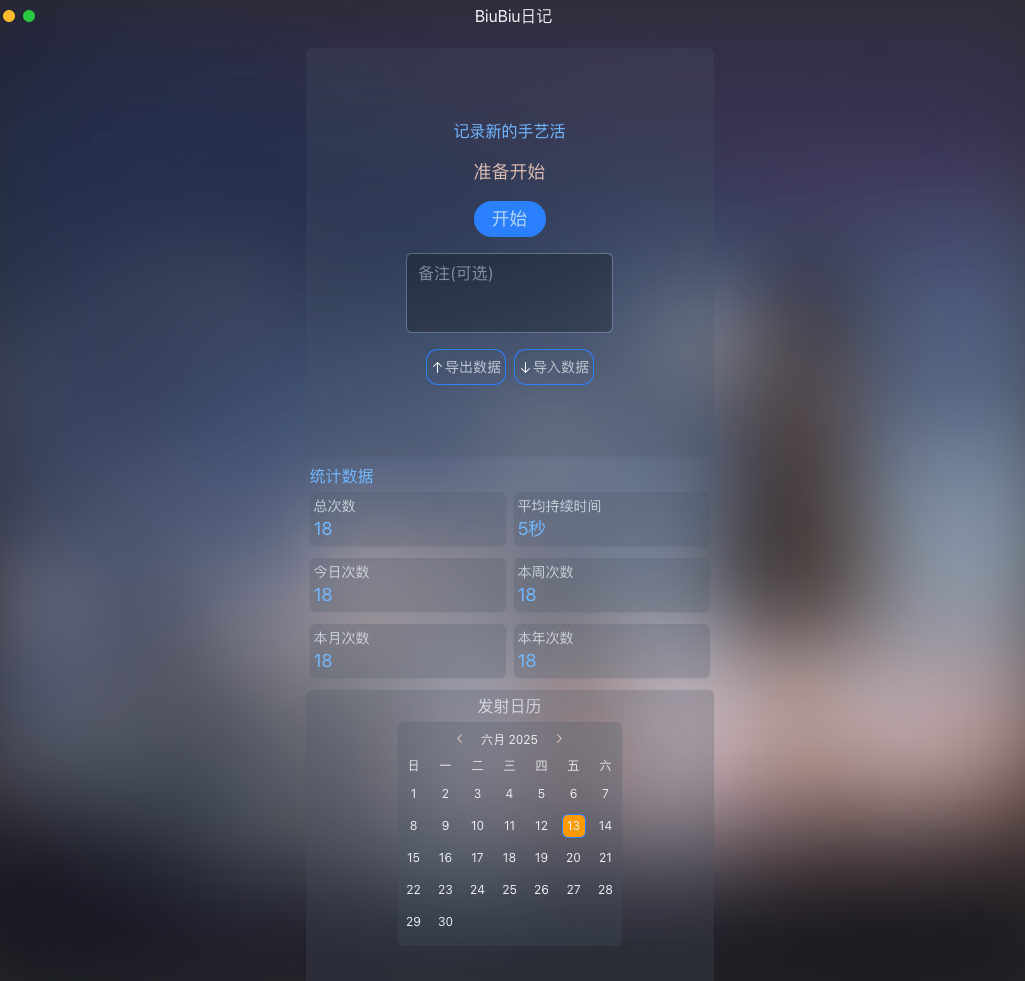 BiuBiu日记
记录新的手艺活
准备开始
开始
备注(可选)
↑导出数据 ↓导入数据
统计数据
总次数 平均持续时间
18 5秒
今日次数 本周次数
18 18
本月次数 本年次数
18 18
发射日历
六月 2025
日 一 二 三 四 五 六
1 2 3 4 5 6 7
8 9 10 11 12 13 14
15 16 17 18 19 20 21
22 23 24 25 26 27 28
29 30